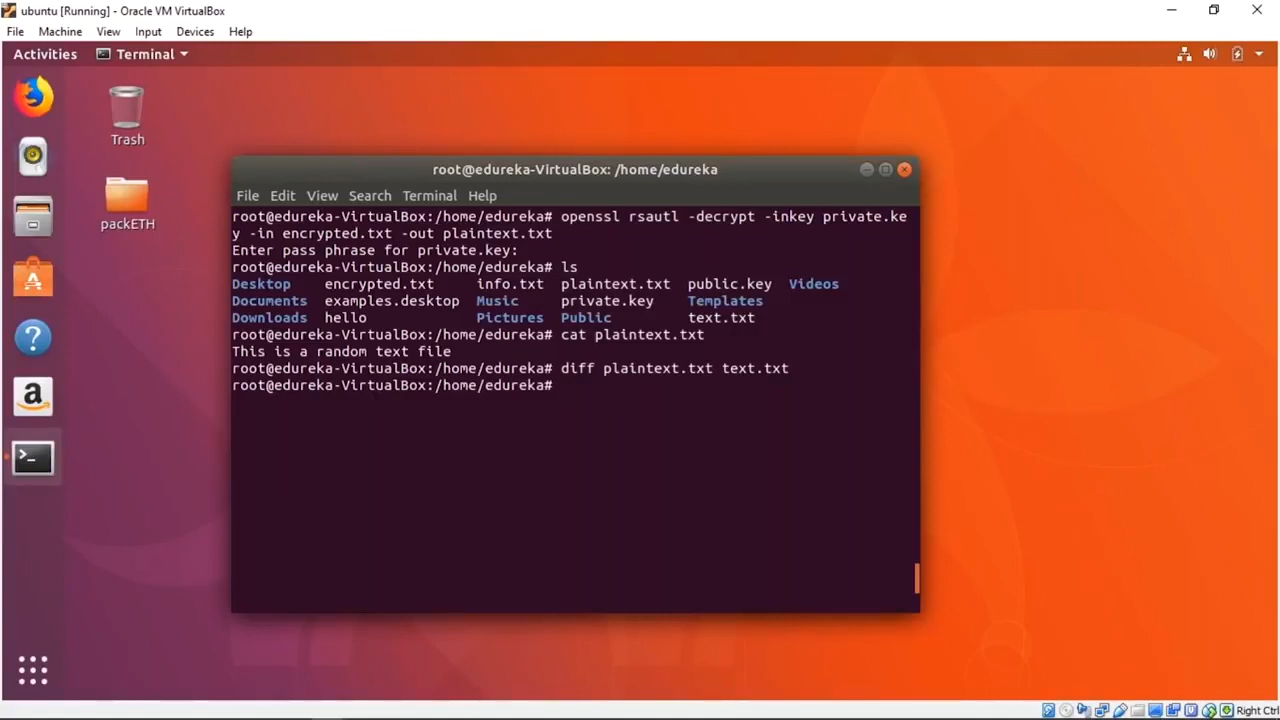 ubuntu [Running] - Oracle VM VirtualBox
File Machine View Input Devices Help
Activities Terminal
Trash
packETH
root@edureka-VirtualBox: /home/edureka
File Edit View Search Terminal Help
root@edureka-VirtualBox:/home/edureka# openssl rsautl -decrypt -inkey private.ke
y -in encrypted.txt -out plaintext.txt
Enter pass phrase for private.key:
root@edureka-VirtualBox:/home/edureka# ls
Desktop encrypted.txt info.txt plaintext.txt public.key Videos
Documents examples.desktop Music private.key Templates
Downloads hello Pictures Public text.txt
root@edureka-VirtualBox:/home/edureka# cat plaintext.txt
This is a random text file
root@edureka-VirtualBox:/home/edureka# diff plaintext.txt text.txt
root@edureka-VirtualBox:/home/edureka#
Right Ctrl